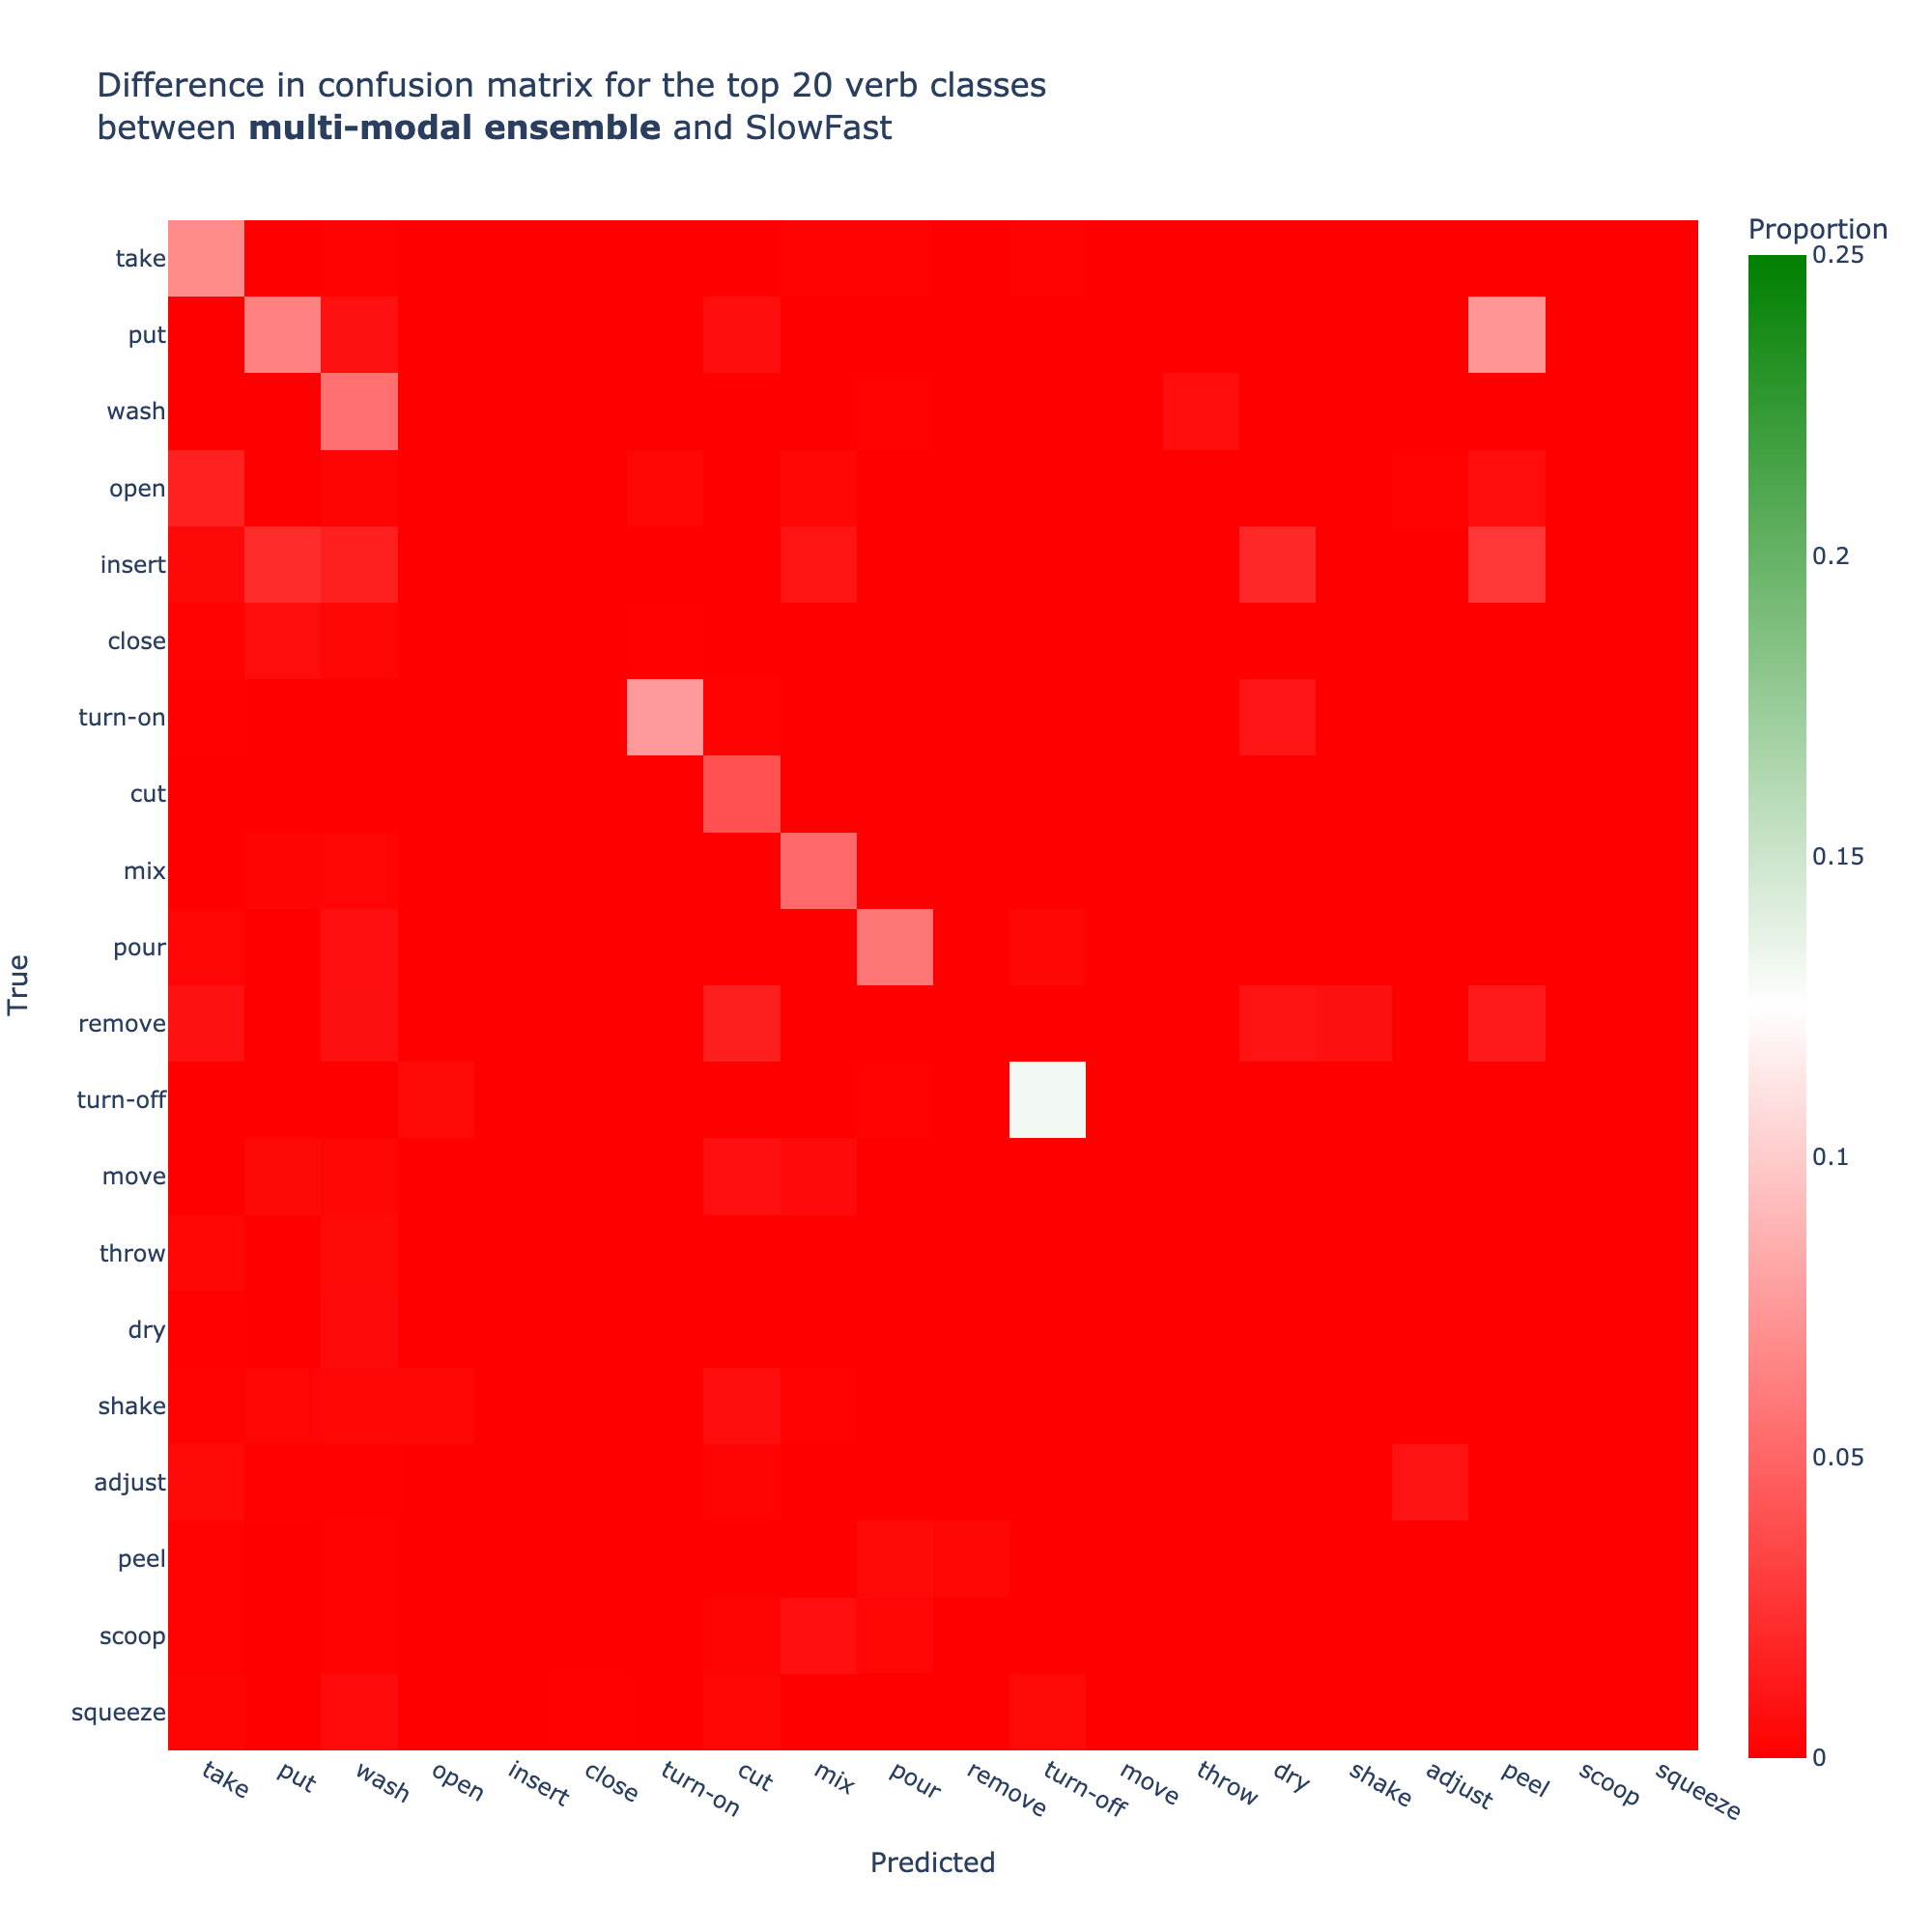 Difference in confusion matrix for the top 20 verb classes
between multi-modal ensemble and SlowFast
Proportion
0.25
0.2
0.15
0.1
0.05
0
True
take
put
wash
open
insert
close
turn-on
cut
mix
pour
remove
turn-off
move
throw
dry
shake
adjust
peel
scoop
squeeze
take
put
wash
open
insert
close
turn-on
cut
mix
pour
remove
turn-off
move
throw
dry
shake
adjust
peel
scoop
squeeze
Predicted